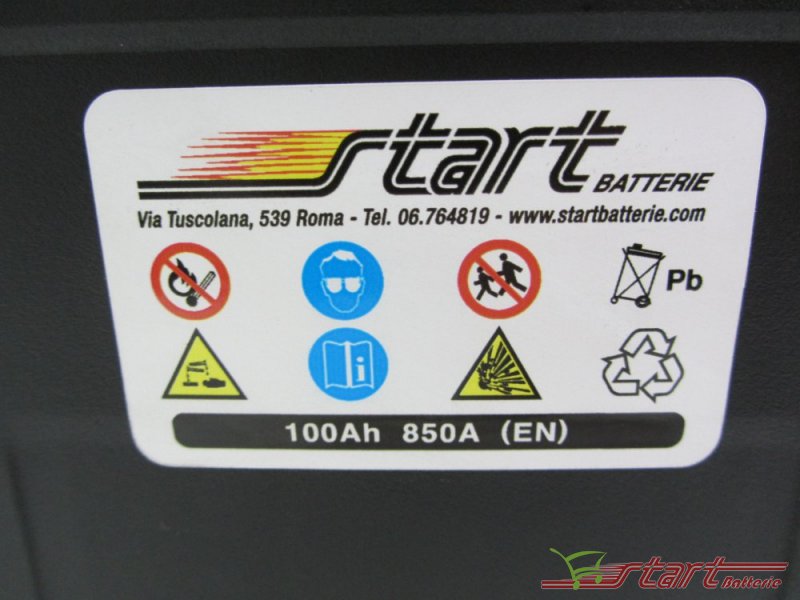 start BATTERIE
Via Tuscolana, 539 Roma - Tel. 06.764819 - www.startbatterie.com
Pb
i
100Ah 850A (EN)
start Batterie